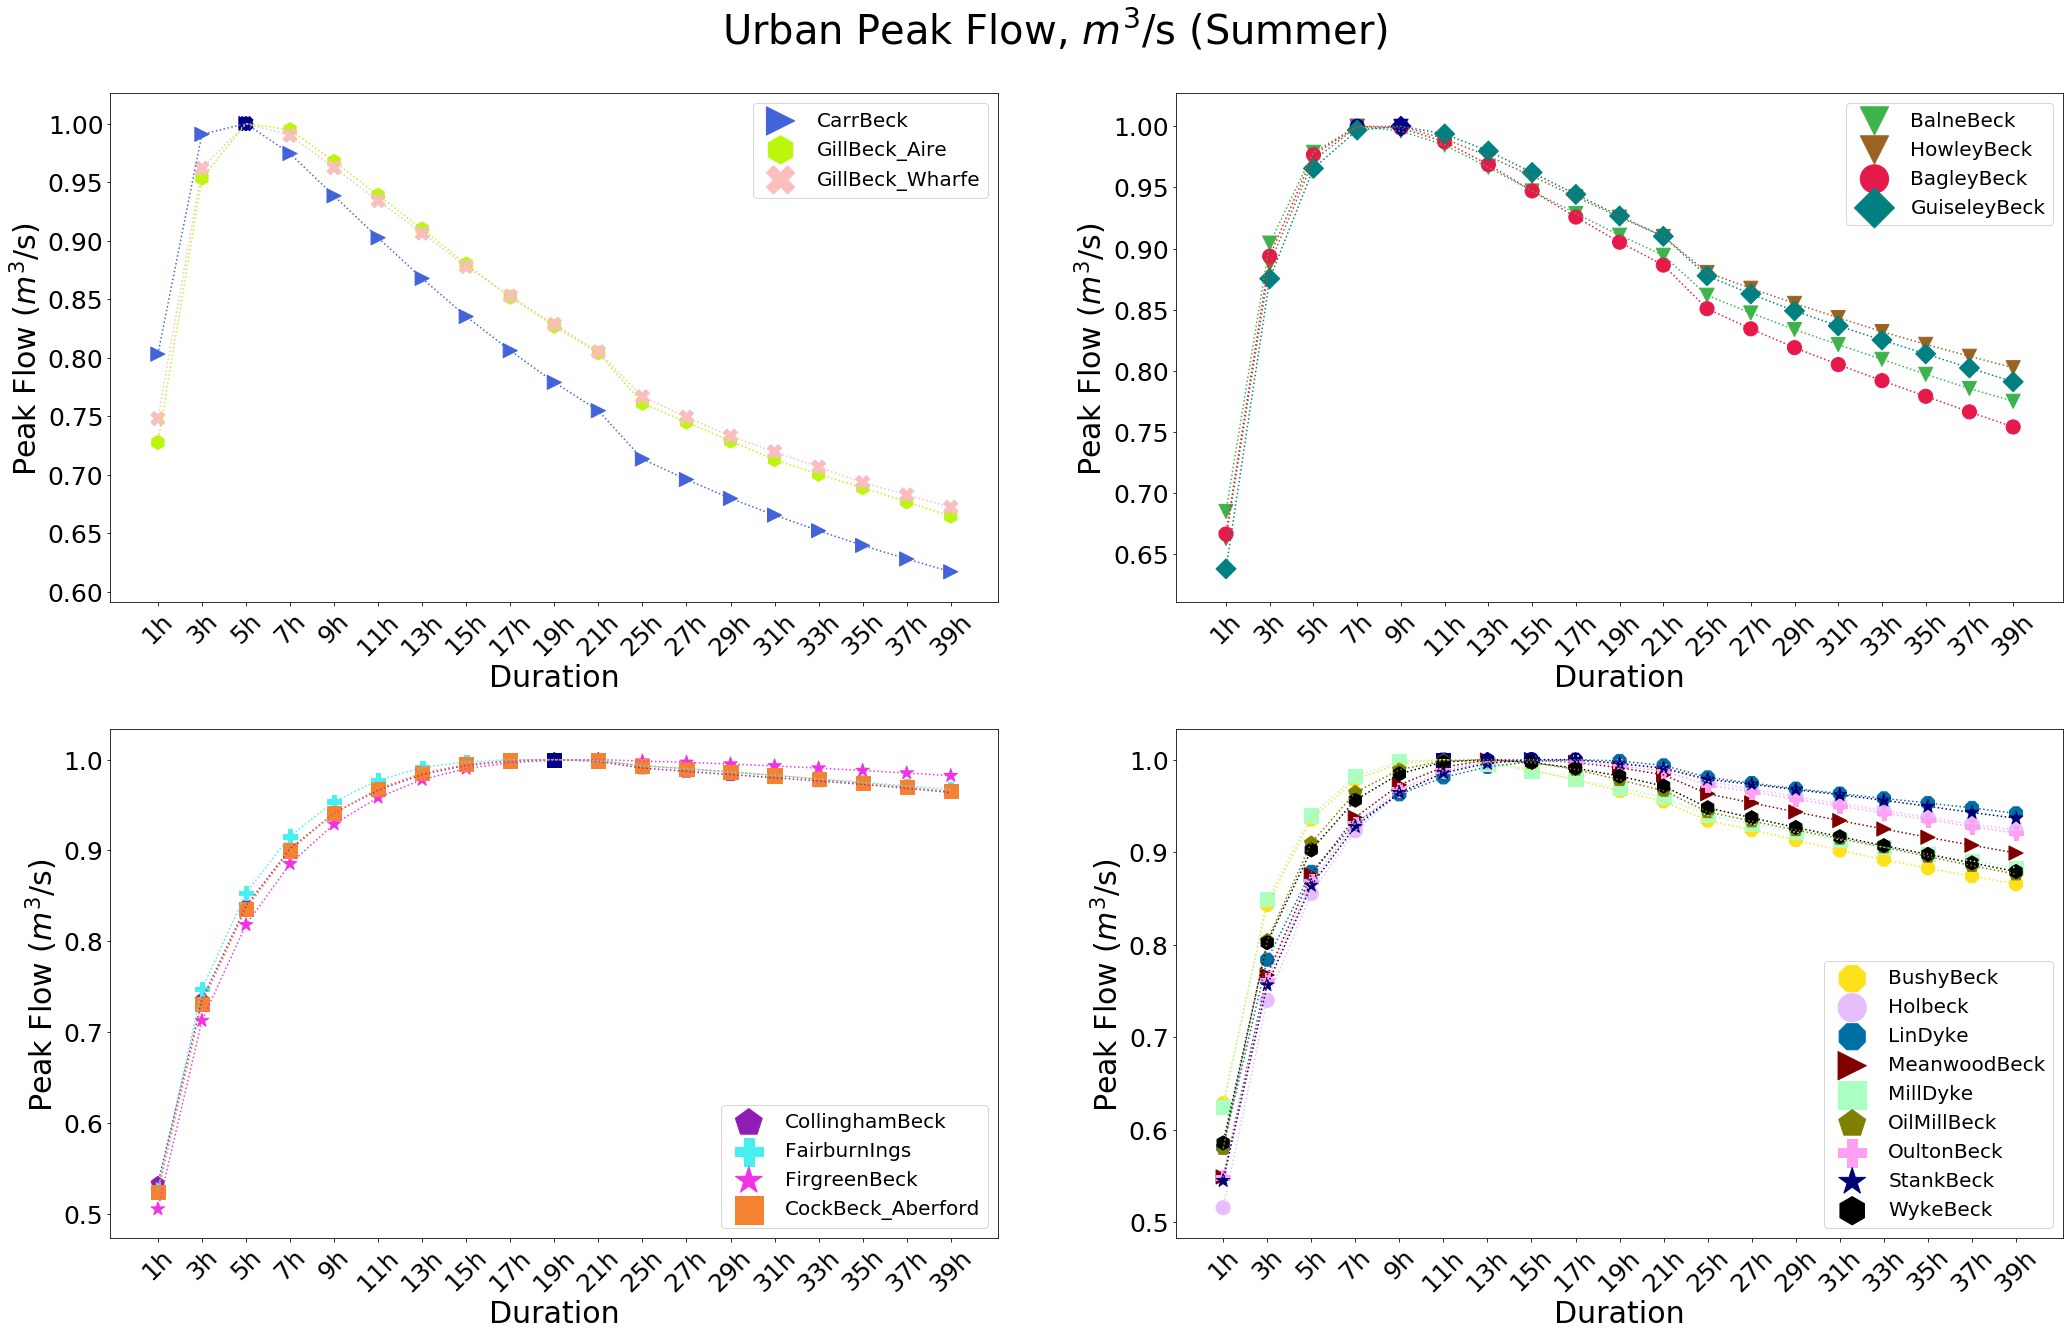 Urban Peak Flow, m³/s (Summer)
Peak Flow (m³/s)
1.00
0.95
0.90
0.85
0.80
0.75
0.70
0.65
0.60
CarrBeck
GillBeck_Aire
GillBeck_Wharfe
1h 3h 5h 7h 9h 11h 13h 15h 17h 19h 21h 25h 27h 29h 31h 33h 35h 37h 39h
Duration
Peak Flow (m³/s)
1.00
0.95
0.90
0.85
0.80
0.75
0.70
0.65
BalneBeck
HowleyBeck
BagleyBeck
GuiseleyBeck
1h 3h 5h 7h 9h 11h 13h 15h 17h 19h 21h 25h 27h 29h 31h 33h 35h 37h 39h
Duration
Peak Flow (m³/s)
1.0
0.9
0.8
0.7
0.6
0.5
CollinghamBeck
FairburnIngs
FirgreenBeck
CockBeck_Aberford
1h 3h 5h 7h 9h 11h 13h 15h 17h 19h 21h 25h 27h 29h 31h 33h 35h 37h 39h
Duration
Peak Flow (m³/s)
1.0
0.9
0.8
0.7
0.6
0.5
BushyBeck
Holbeck
LinDyke
MeanwoodBeck
MillDyke
OilMillBeck
OultonBeck
StankBeck
WykeBeck
1h 3h 5h 7h 9h 11h 13h 15h 17h 19h 21h 25h 27h 29h 31h 33h 35h 37h 39h
Duration